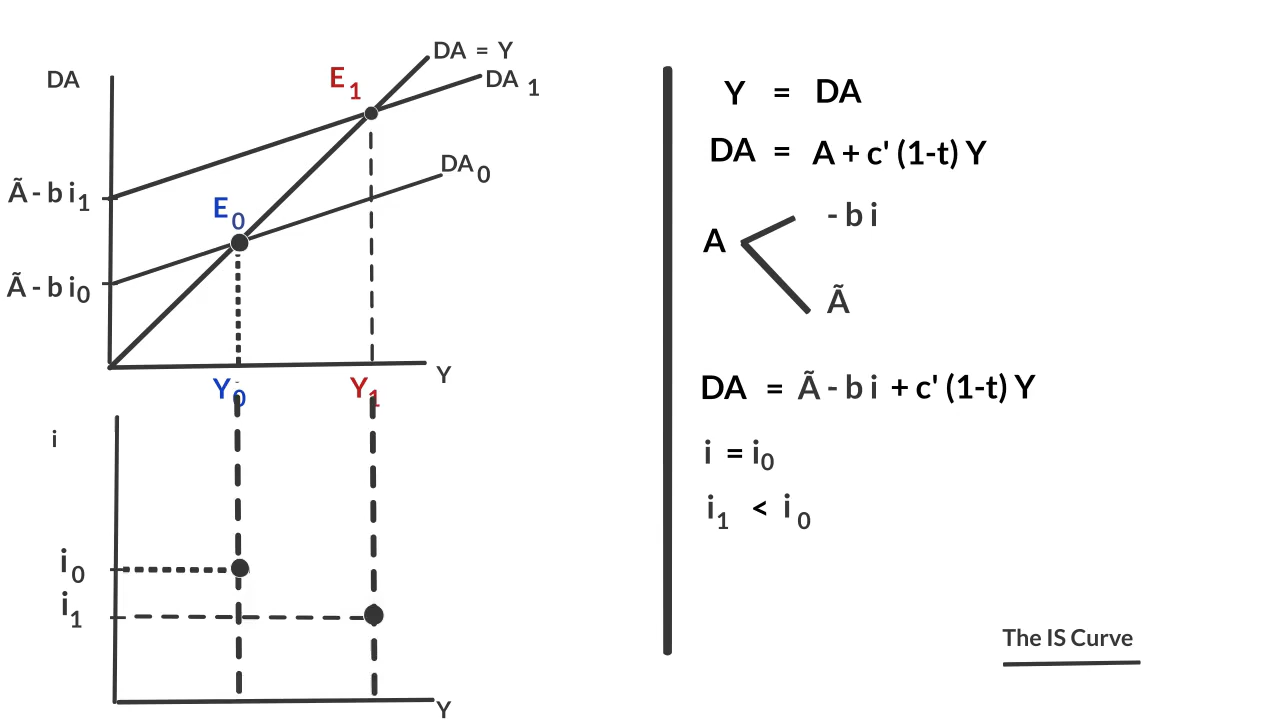 DA = Y
DA
E1
DA 1
Ã - b i1
DA0
E0
Ã - b i0
Y
Y0
Y1
i
i0
i1
Y
Y = DA
DA = A + c' (1-t) Y
- b i
A
Ã
DA = Ã - b i + c' (1-t) Y
i = i0
i1 < i0
The IS Curve